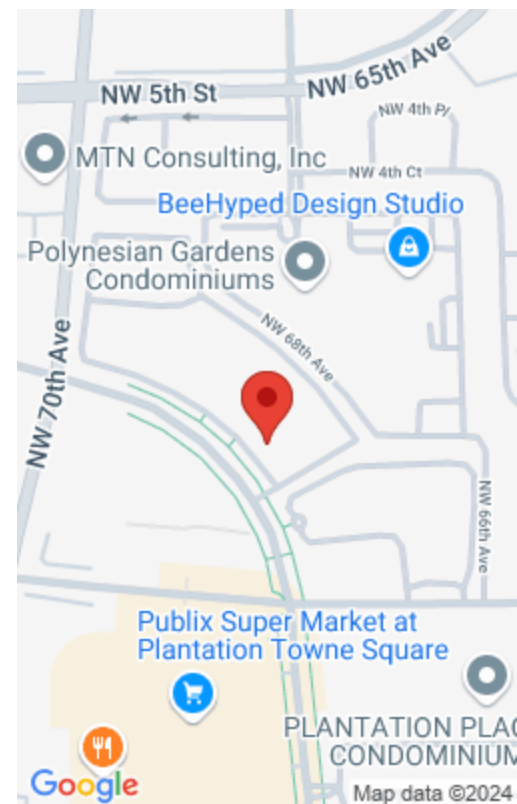 NW 65th Ave
NW 5th St
NW 4th Pl
MTN Consulting, Inc
NW 4th Ct
BeeHyped Design Studio
Polynesian Gardens
Condominiums
NW 68th Ave
NW 70th Ave
NW 66th Ave
Publix Super Market at
Plantation Towne Square
PLANTATION PLAC
CONDOMINIUM
Google
Map data ©2024